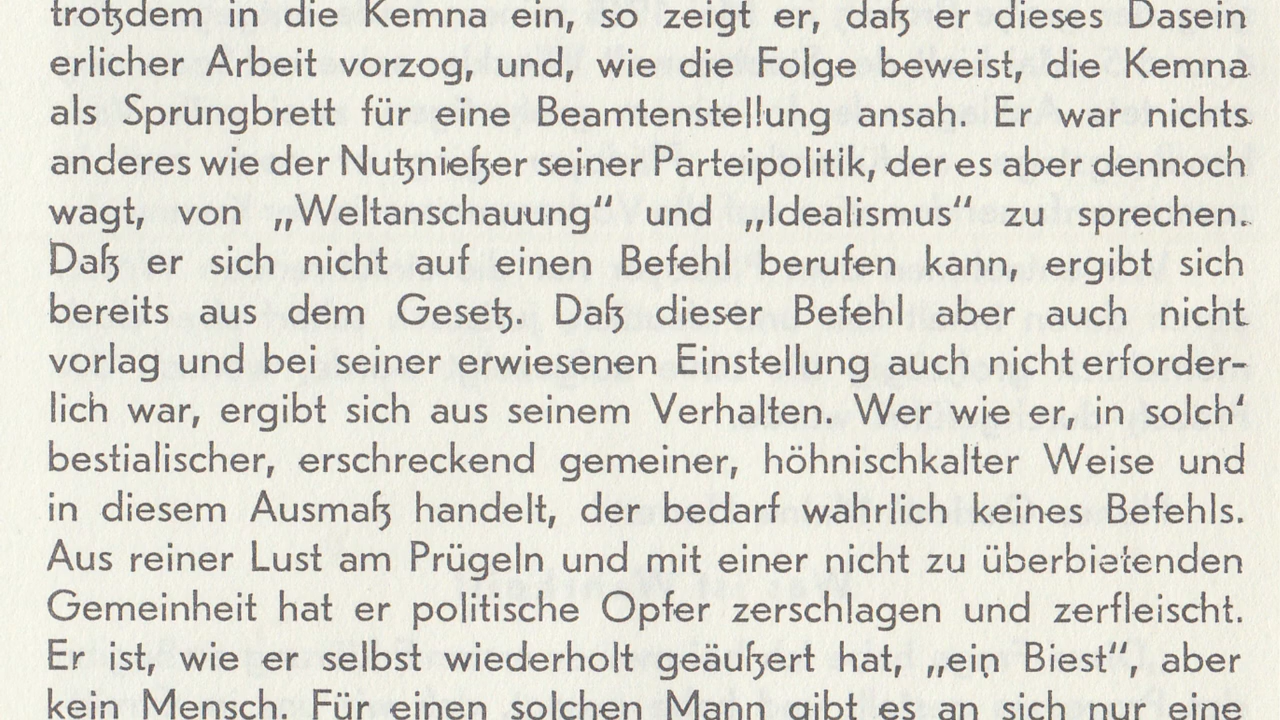 trotzdem in die Kemna ein, so zeigt er, daß er dieses Dasein
erlicher Arbeit vorzog, und, wie die Folge beweist, die Kemna
als Sprungbrett für eine Beamtenstellung ansah. E war nichts
anderes wie der Nutznießer seiner Parteipolitik, der es aber dennoch
wagt, von „Weltanschauung“ und „Idealismus“ zu sprechen.
Daß er sich nicht auf einen Befehl berufen kann, ergibt sich
bereits aus dem Gesetz. Daß dieser Befehl aber auch nicht
vorlag und bei seiner erwiesenen Einstellung auch nicht erforder-
lich war, ergibt sich aus seinem Verhalten. Wer wie er, in solch‘
bestialischer, erschreckend gemeiner, höhnischkalter Weise und
in diesem Ausmaß handelt, der bedarf wahrlich keines Befehls.
Aus reiner Lust am Prügeln und mit einer nicht zu überbietenden
Gemeinheit hat er politische Opfer zerschlagen und zerfleischt.
Er ist, wie er selbst wiederholt geäußert hat, „ein Biest“, aber
kein Mensch. Für einen solchen Mann gibt es an sich nur eine